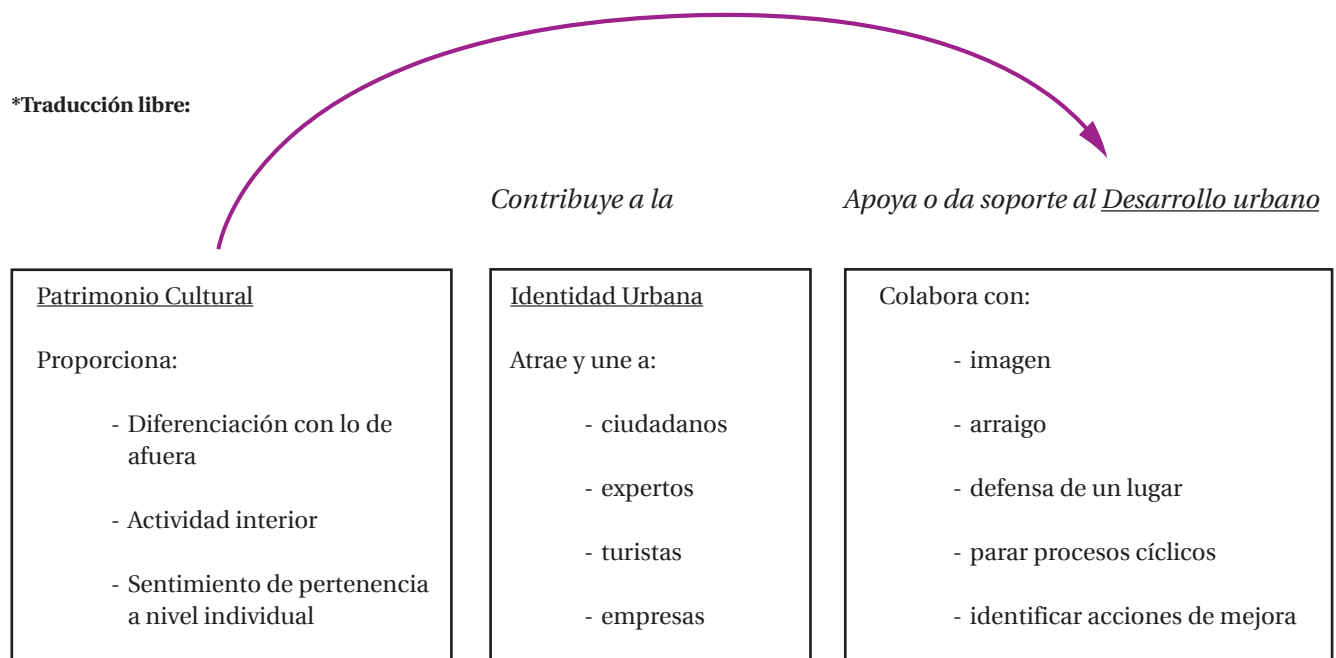 *Traducción libre:
Contribuye a la
Apoya o da soporte al Desarrollo urbano
Patrimonio Cultural
Proporciona:
- Diferenciación con lo de
afuera
- Actividad interior
- Sentimiento de pertenencia
a nivel individual
Identidad Urbana
Atrae y une a:
- ciudadanos
- expertos
- turistas
- empresas
Colabora con:
- imagen
- arraigo
- defensa de un lugar
- parar procesos cíclicos
- identificar acciones de mejora